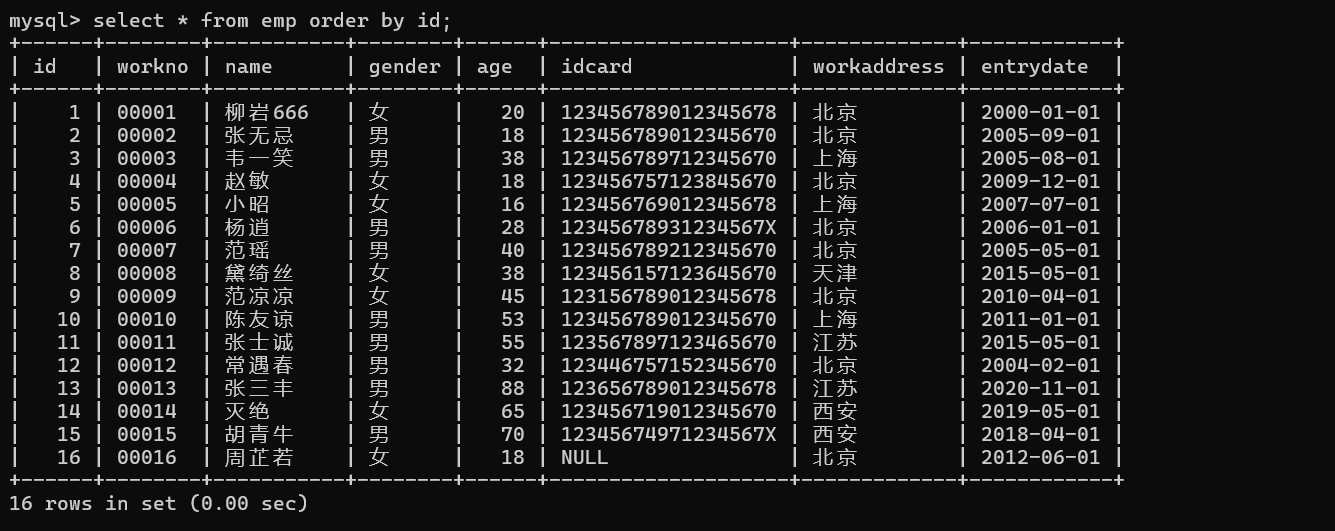 mysql> select * from emp order by id;
+------+--------+-----------+--------+------+--------------------+-------------+------------+
| id   | workno | name      | gender | age  | idcard             | workaddress | entrydate  |
+------+--------+-----------+--------+------+--------------------+-------------+------------+
|    1 | 00001  | 柳岩666   | 女     |   20 | 123456789012345678 | 北京        | 2000-01-01 |
|    2 | 00002  | 张无忌    | 男     |   18 | 123456789012345670 | 北京        | 2005-09-01 |
|    3 | 00003  | 韦一笑    | 男     |   38 | 123456789712345670 | 上海        | 2005-08-01 |
|    4 | 00004  | 赵敏      | 女     |   18 | 123456757123845670 | 北京        | 2009-12-01 |
|    5 | 00005  | 小昭      | 女     |   16 | 123456769012345678 | 上海        | 2007-07-01 |
|    6 | 00006  | 杨逍      | 男     |   28 | 12345678931234567X | 北京        | 2006-01-01 |
|    7 | 00007  | 范瑶      | 男     |   40 | 123456789212345670 | 北京        | 2005-05-01 |
|    8 | 00008  | 黛绮丝    | 女     |   38 | 123456157123645670 | 天津        | 2015-05-01 |
|    9 | 00009  | 范凉凉    | 女     |   45 | 123156789012345678 | 北京        | 2010-04-01 |
|   10 | 00010  | 陈友谅    | 男     |   53 | 123456789012345670 | 上海        | 2011-01-01 |
|   11 | 00011  | 张士诚    | 男     |   55 | 123567897123465670 | 江苏        | 2015-05-01 |
|   12 | 00012  | 常遇春    | 男     |   32 | 123446757152345670 | 北京        | 2004-02-01 |
|   13 | 00013  | 张三丰    | 男     |   88 | 123656789012345678 | 江苏        | 2020-11-01 |
|   14 | 00014  | 灭绝      | 女     |   65 | 123456719012345670 | 西安        | 2019-05-01 |
|   15 | 00015  | 胡青牛    | 男     |   70 | 12345674971234567X | 西安        | 2018-04-01 |
|   16 | 00016  | 周芷若    | 女     |   18 | NULL               | 北京        | 2012-06-01 |
+------+--------+-----------+--------+------+--------------------+-------------+------------+
16 rows in set (0.00 sec)